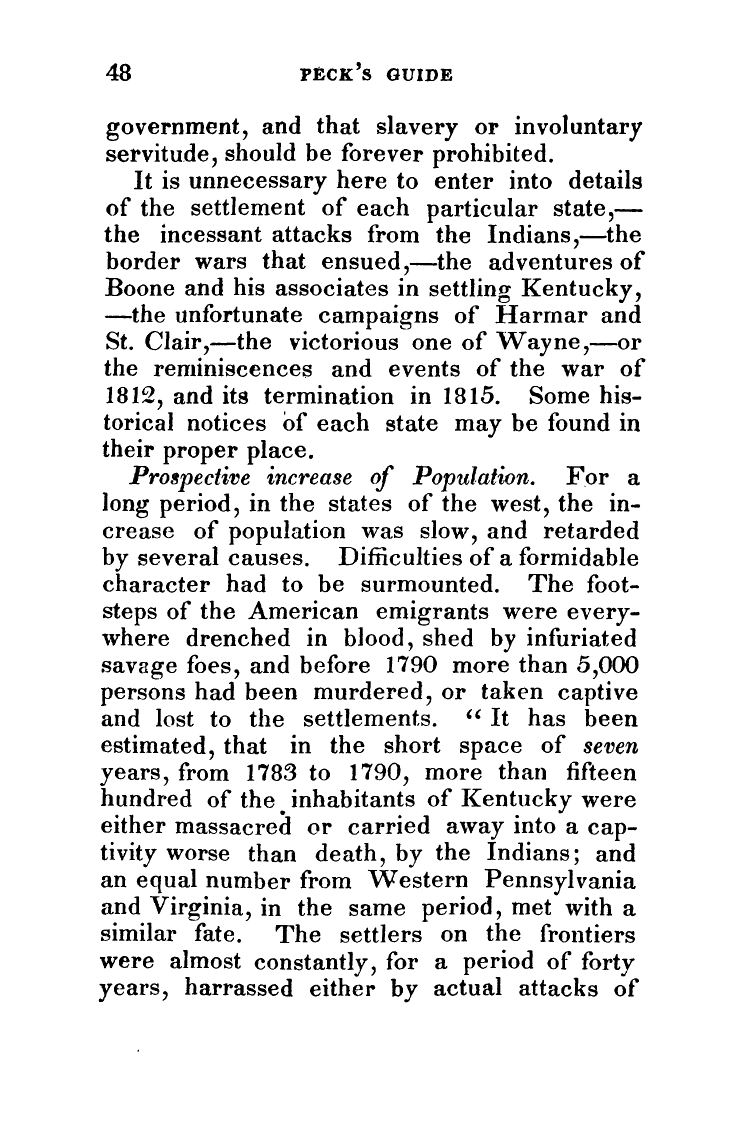 48 PECK'S GUIDE
government, and that slavery or involuntary
servitude, should be forever prohibited.
It is unnecessary here to enter into details
of the settlement of each particular state,—
the incessant attacks from the Indians,—the
border wars that ensued,—the adventures of
Boone and his associates in settling Kentucky,
—the unfortunate campaigns of Harmar and
St. Clair,—the victorious one of Wayne,—or
the reminiscences and events of the war of
1812, and its termination in 1815. Some his-
torical notices of each state may be found in
their proper place.
Prospective increase of Population. For a
long period, in the states of the west, the in-
crease of population was slow, and retarded
by several causes. Difficulties of a formidable
character had to be surmounted. The foot-
steps of the American emigrants were every-
where drenched in blood, shed by infuriated
savage foes, and before 1790 more than 5,000
persons had been murdered, or taken captive
and lost to the settlements. “ It has been
estimated, that in the short space of seven
years, from 1783 to 1790, more than fifteen
hundred of the inhabitants of Kentucky were
either massacred or carried away into a cap-
tivity worse than death, by the Indians; and
an equal number from Western Pennsylvania
and Virginia, in the same period, met with a
similar fate. The settlers on the frontiers
were almost constantly, for a period of forty
years, harrassed either by actual attacks of